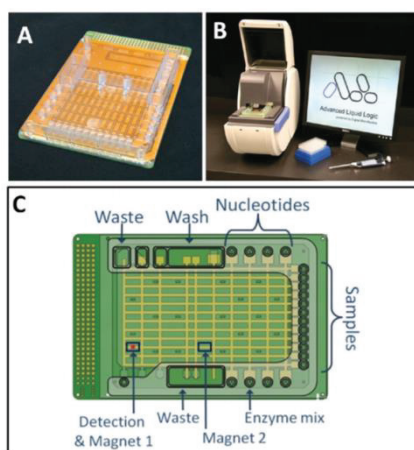 A
B
Advanced Liquid Logic
C
Waste
Wash
Nucleotides
Samples
Detection
& Magnet 1
Waste
Magnet 2
Enzyme mix